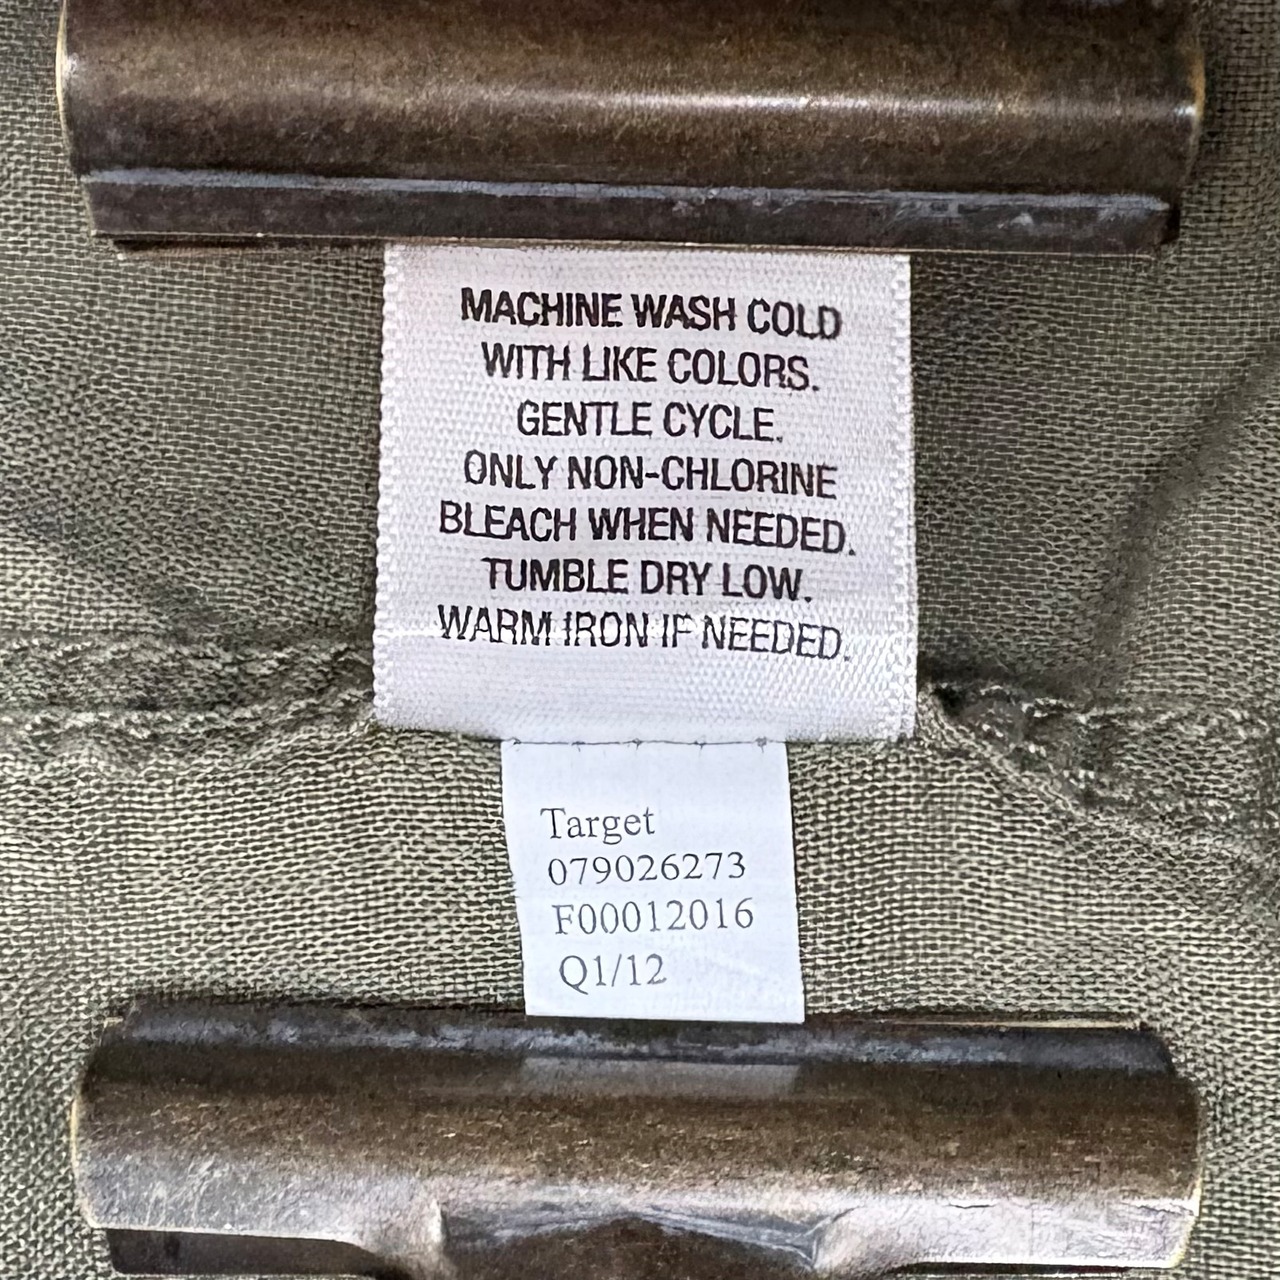 MACHINE WASH COLD
WITH LIKE COLORS.
GENTLE CYCLE.
ONLY NON-CHLORINE
BLEACH WHEN NEEDED.
TUMBLE DRY LOW.
WARM IRON IF NEEDED.
Target
079026273
F00012016
Q1/12